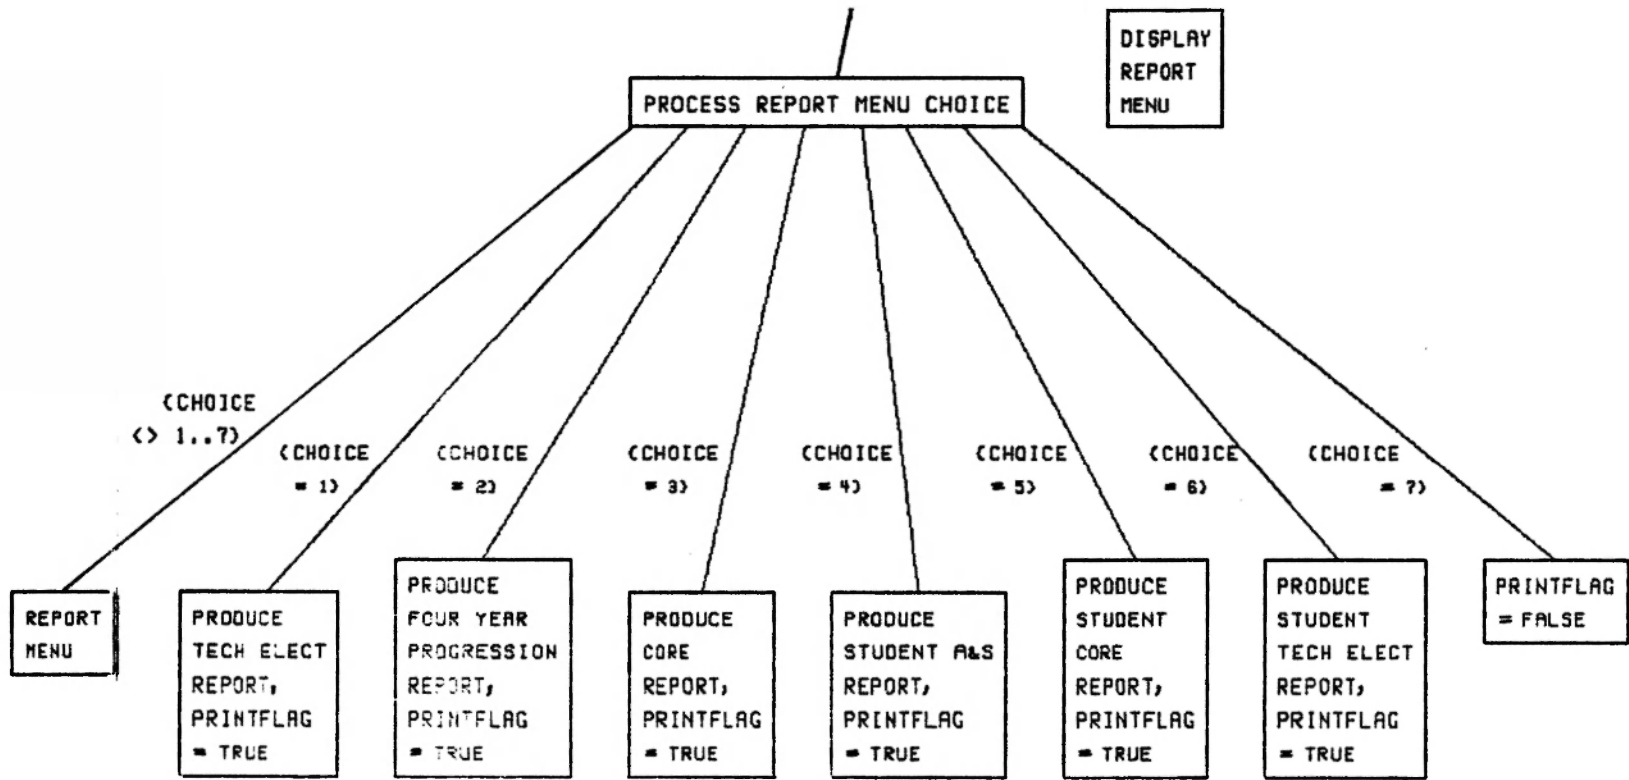 DISPLAY
REPORT
MENU
PROCESS REPORT MENU CHOICE
(CHOICE
<> 1..7)
(CHOICE
= 1)
(CHOICE
= 2)
(CHOICE
= 3)
(CHOICE
= 4)
(CHOICE
= 5)
(CHOICE
= 6)
(CHOICE
= 7)
REPORT
MENU
PRODUCE
TECH ELECT
REPORT,
PRINTFLAG
= TRUE
PRODUCE
FOUR YEAR
PROGRESSION
REPORT,
PRINTFLAG
= TRUE
PRODUCE
CORE
REPORT,
PRINTFLAG
= TRUE
PRODUCE
STUDENT A&S
REPORT,
PRINTFLAG
= TRUE
PRODUCE
STUDENT
CORE
REPORT,
PRINTFLAG
= TRUE
PRODUCE
STUDENT
TECH ELECT
REPORT,
PRINTFLAG
= TRUE
PRINTFLAG
= FALSE